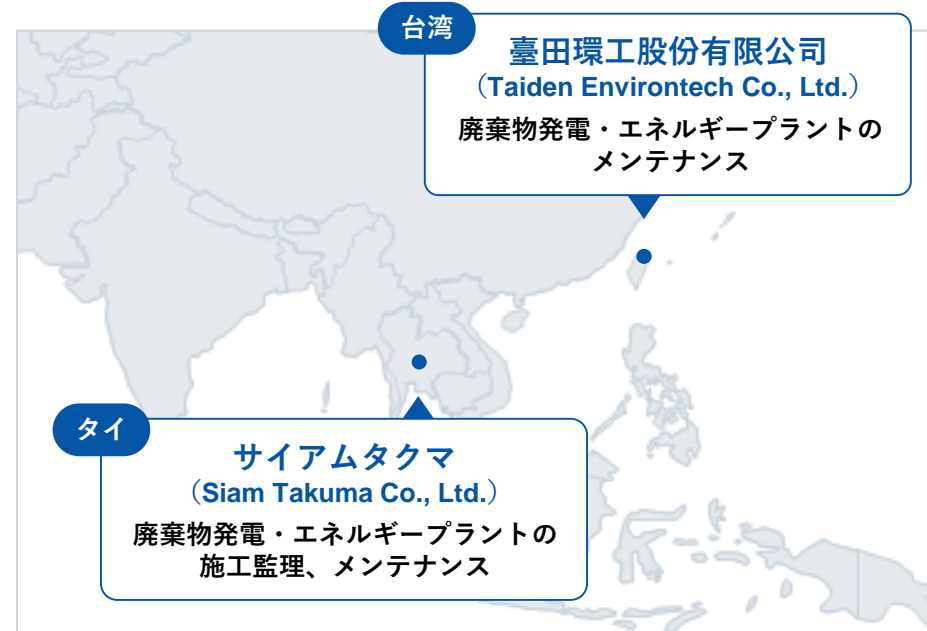 台湾
臺田環工股份有限公司
（Taiden Environtech Co., Ltd.）
廃棄物発電・エネルギープラントの
メンテナンス
タイ
サイアムタクマ
（Siam Takuma Co., Ltd.）
廃棄物発電・エネルギープラントの
施工監理、メンテナンス